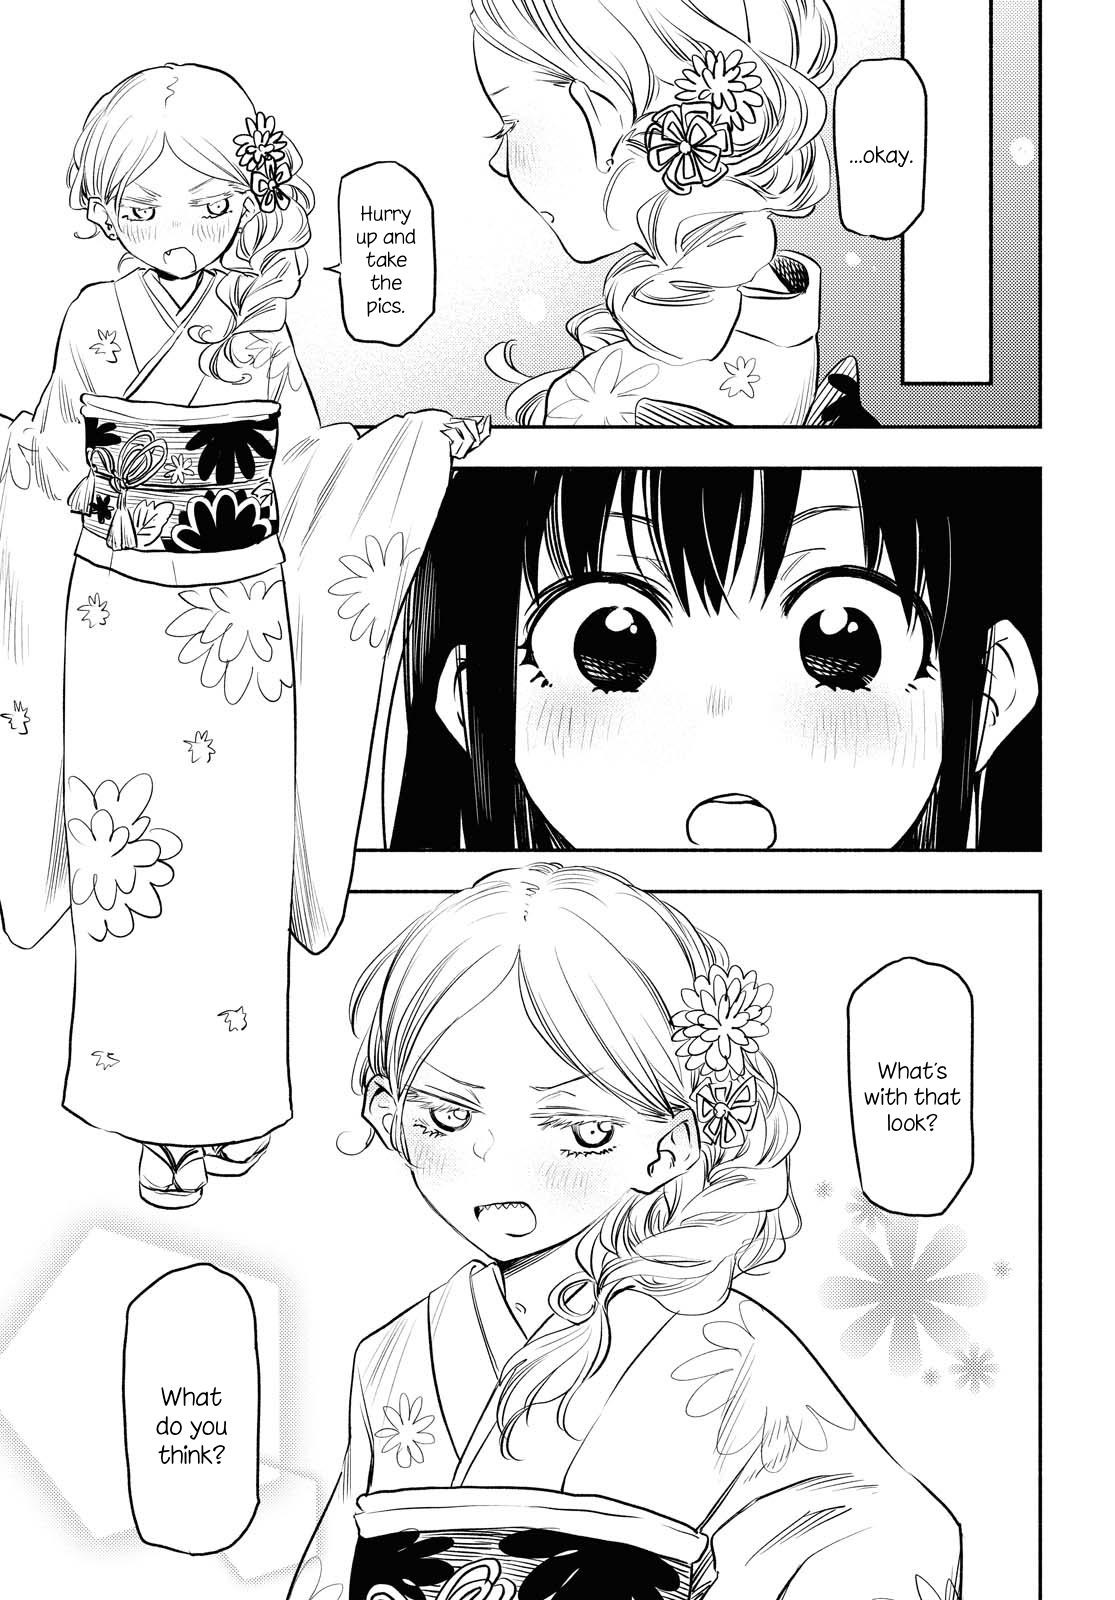 ...okay.
Hurry
up and
take
the
pics.
What's
with that
look?
What
do you
think?